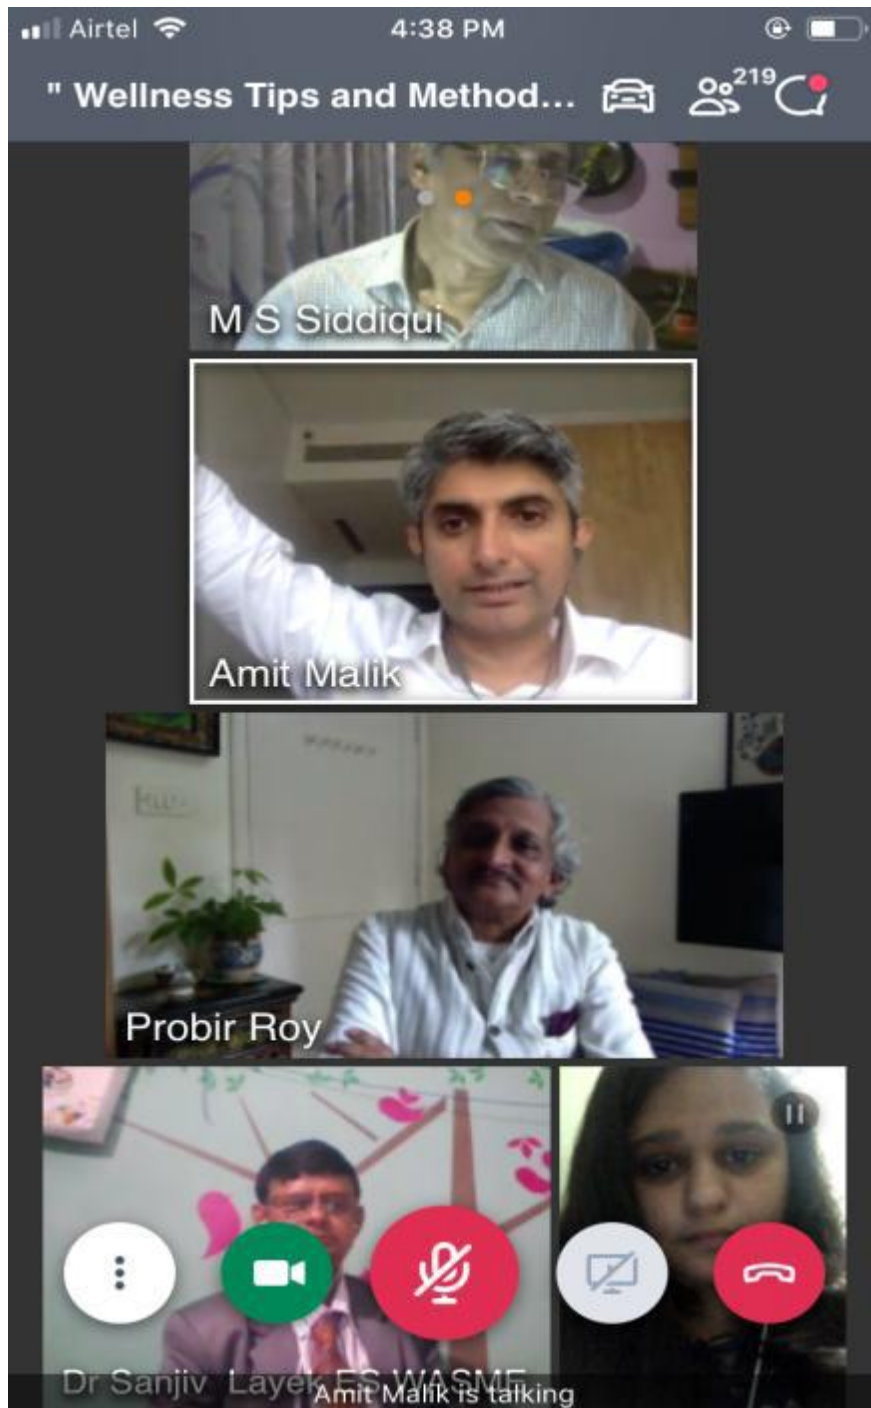 Airtel 4:38 PM
" Wellness Tips and Method... 219
M S Siddiqui
Amit Malik
Probir Roy
Dr Sanjiv Layek ES WASME
Amit Malik is talking